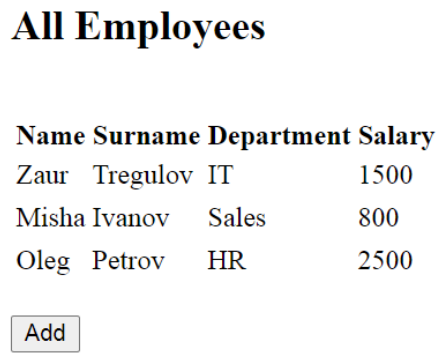 All Employees
Name Surname Department Salary
Zaur Tregulov IT 1500
Misha Ivanov Sales 800
Oleg Petrov HR 2500
Add